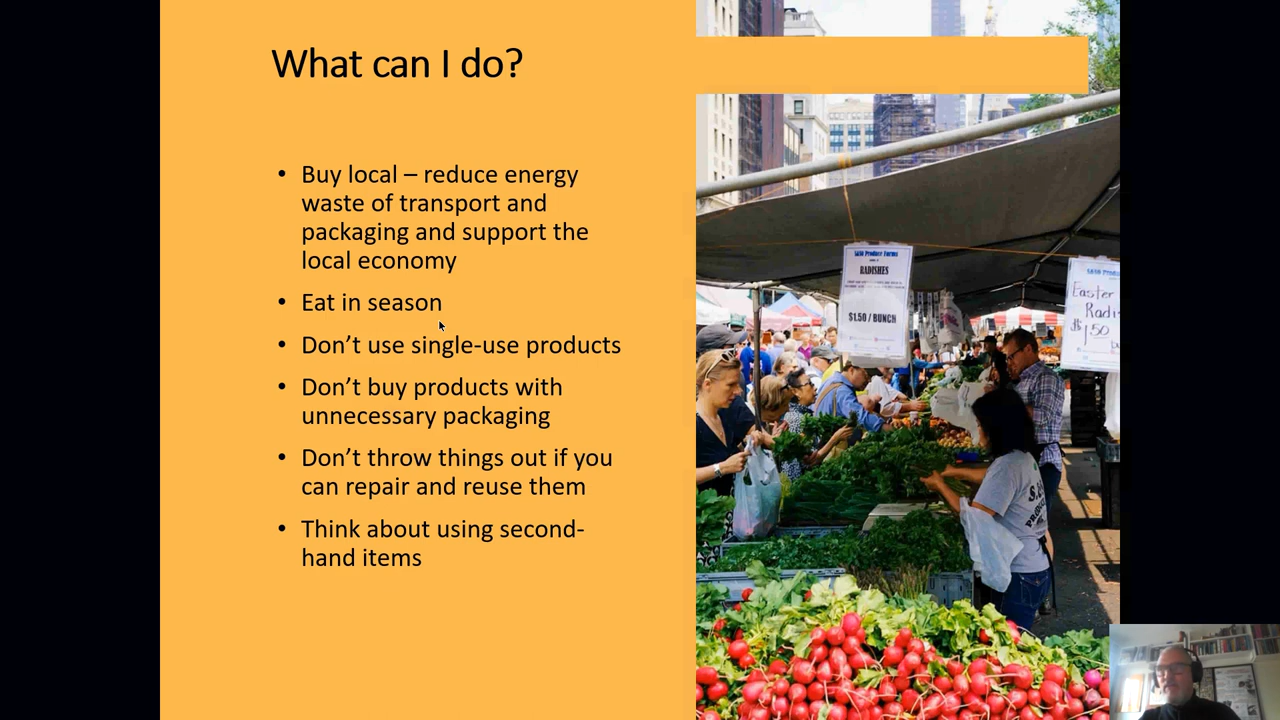 What can I do?
• Buy local – reduce energy
waste of transport and
packaging and support the
local economy
• Eat in season
• Don't use single-use products
• Don't buy products with
unnecessary packaging
• Don't throw things out if you
can repair and reuse them
• Think about using second-
hand items
RADISHES
$1.50 / BUNCH
Easter
Radi
$1.50